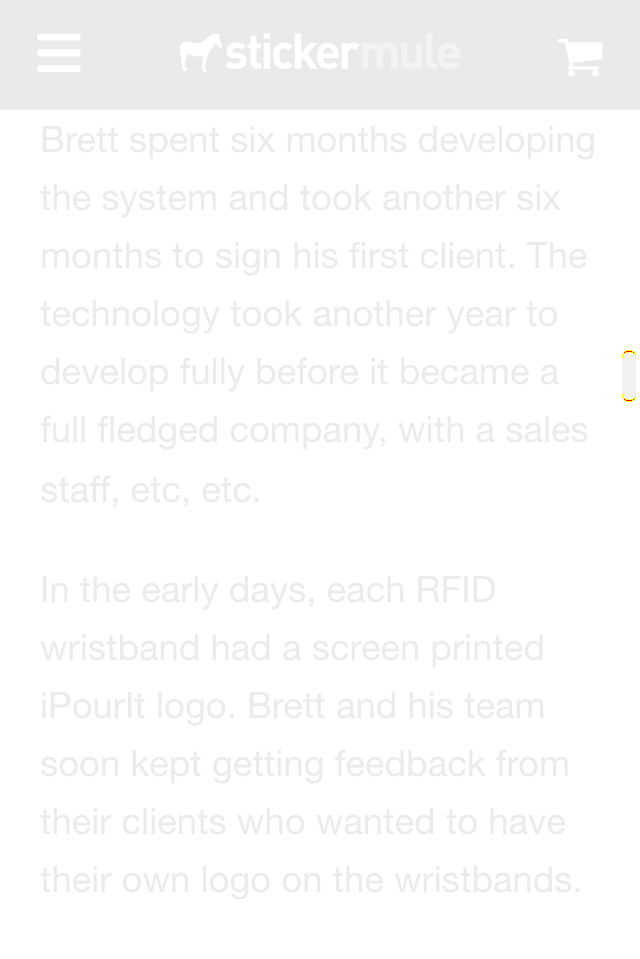 stickermule
Brett spent six months developing
the system and took another six
months to sign his first client. The
technology took another year to
develop fully before it became a
full fledged company, with a sales
staff, etc, etc.
In the early days, each RFID
wristband had a screen printed
iPourIt logo. Brett and his team
soon kept getting feedback from
their clients who wanted to have
their own logo on the wristbands.